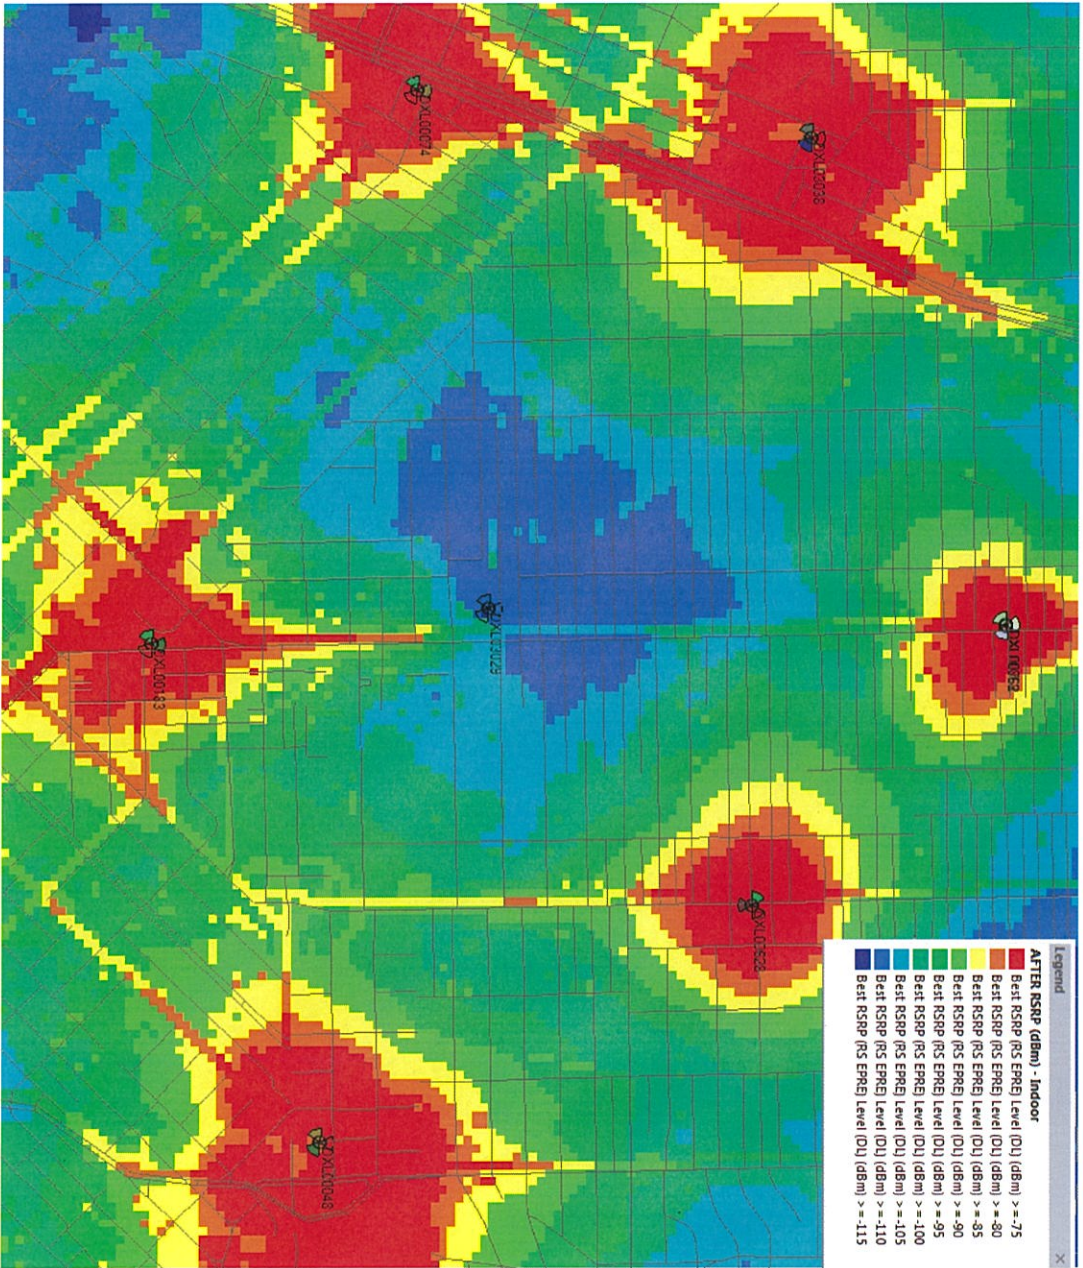 Legend
AFTER RSRP (dBm) - Indoor
Best RSRP (RS EPRE) Level (DL) (dBm) >=-75
Best RSRP (RS EPRE) Level (DL) (dBm) >=-80
Best RSRP (RS EPRE) Level (DL) (dBm) >=-85
Best RSRP (RS EPRE) Level (DL) (dBm) >=-90
Best RSRP (RS EPRE) Level (DL) (dBm) >=-95
Best RSRP (RS EPRE) Level (DL) (dBm) >=-100
Best RSRP (RS EPRE) Level (DL) (dBm) >=-105
Best RSRP (RS EPRE) Level (DL) (dBm) >=-110
Best RSRP (RS EPRE) Level (DL) (dBm) >=-115
DXL00074
DXL03029
DXL00183